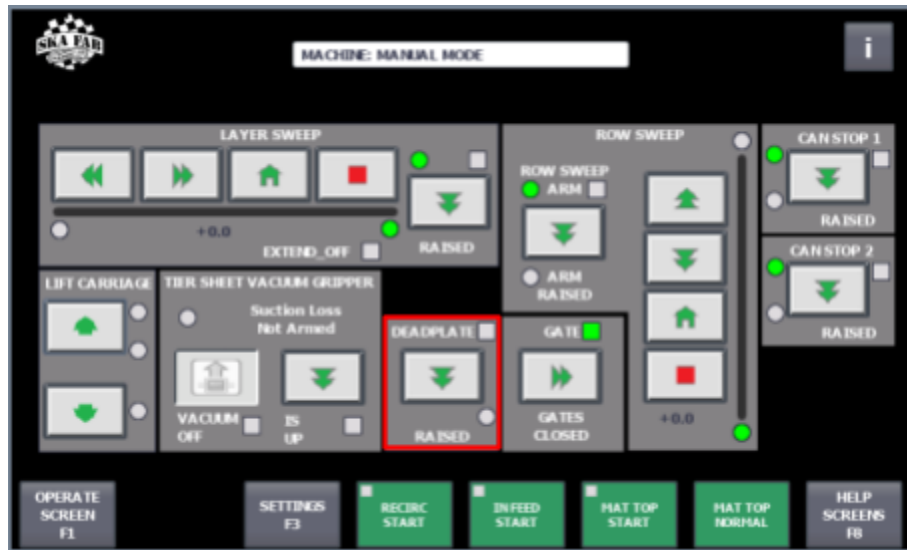 SKA FAB
i
MACHINE: MANUAL MODE
LAYER SWEEP
+0.0
EXTEND_OFF
RAISED
ROW SWEEP
ROW SWEEP
ARM
ARM
RAISED
+0.0
CAN STOP 1
RAISED
CAN STOP 2
RAISED
LIFT CARRIAGE
TIER SHEET VACUUM GRIPPER
Suction Loss
Not Armed
VACUUM
OFF
IS
UP
DEADPLATE
RAISED
GATE
GATES
CLOSED
OPERATE
SCREEN
F1
SETTINGS
F3
RECIRC
START
INFEED
START
MAT TOP
START
MAT TOP
NORMAL
HELP
SCREENS
F8